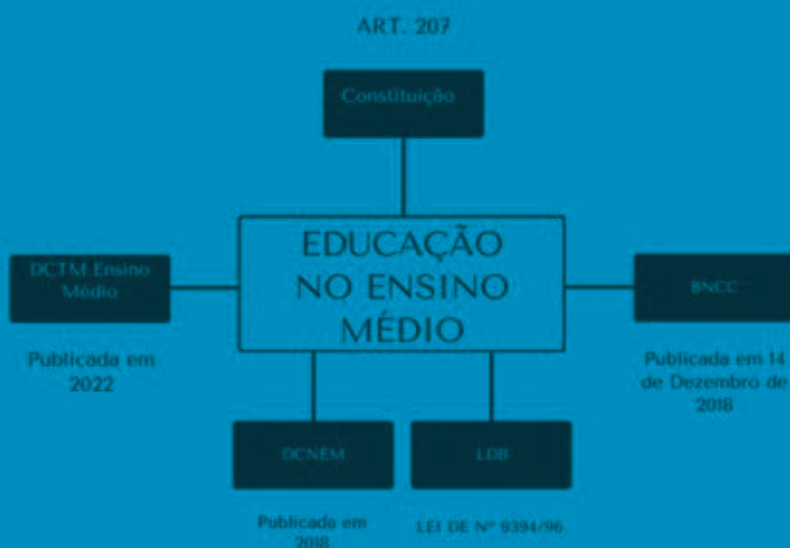 ART. 207
Constituição
EDUCAÇÃO
NO ENSINO
MÉDIO
DCTM Ensino
Médio
Publicada em
2022
BNCC
Publicada em 14
de Dezembro de
2018
DCNEM
Publicada em
2018
LDB
LEI DE Nº 9394/96